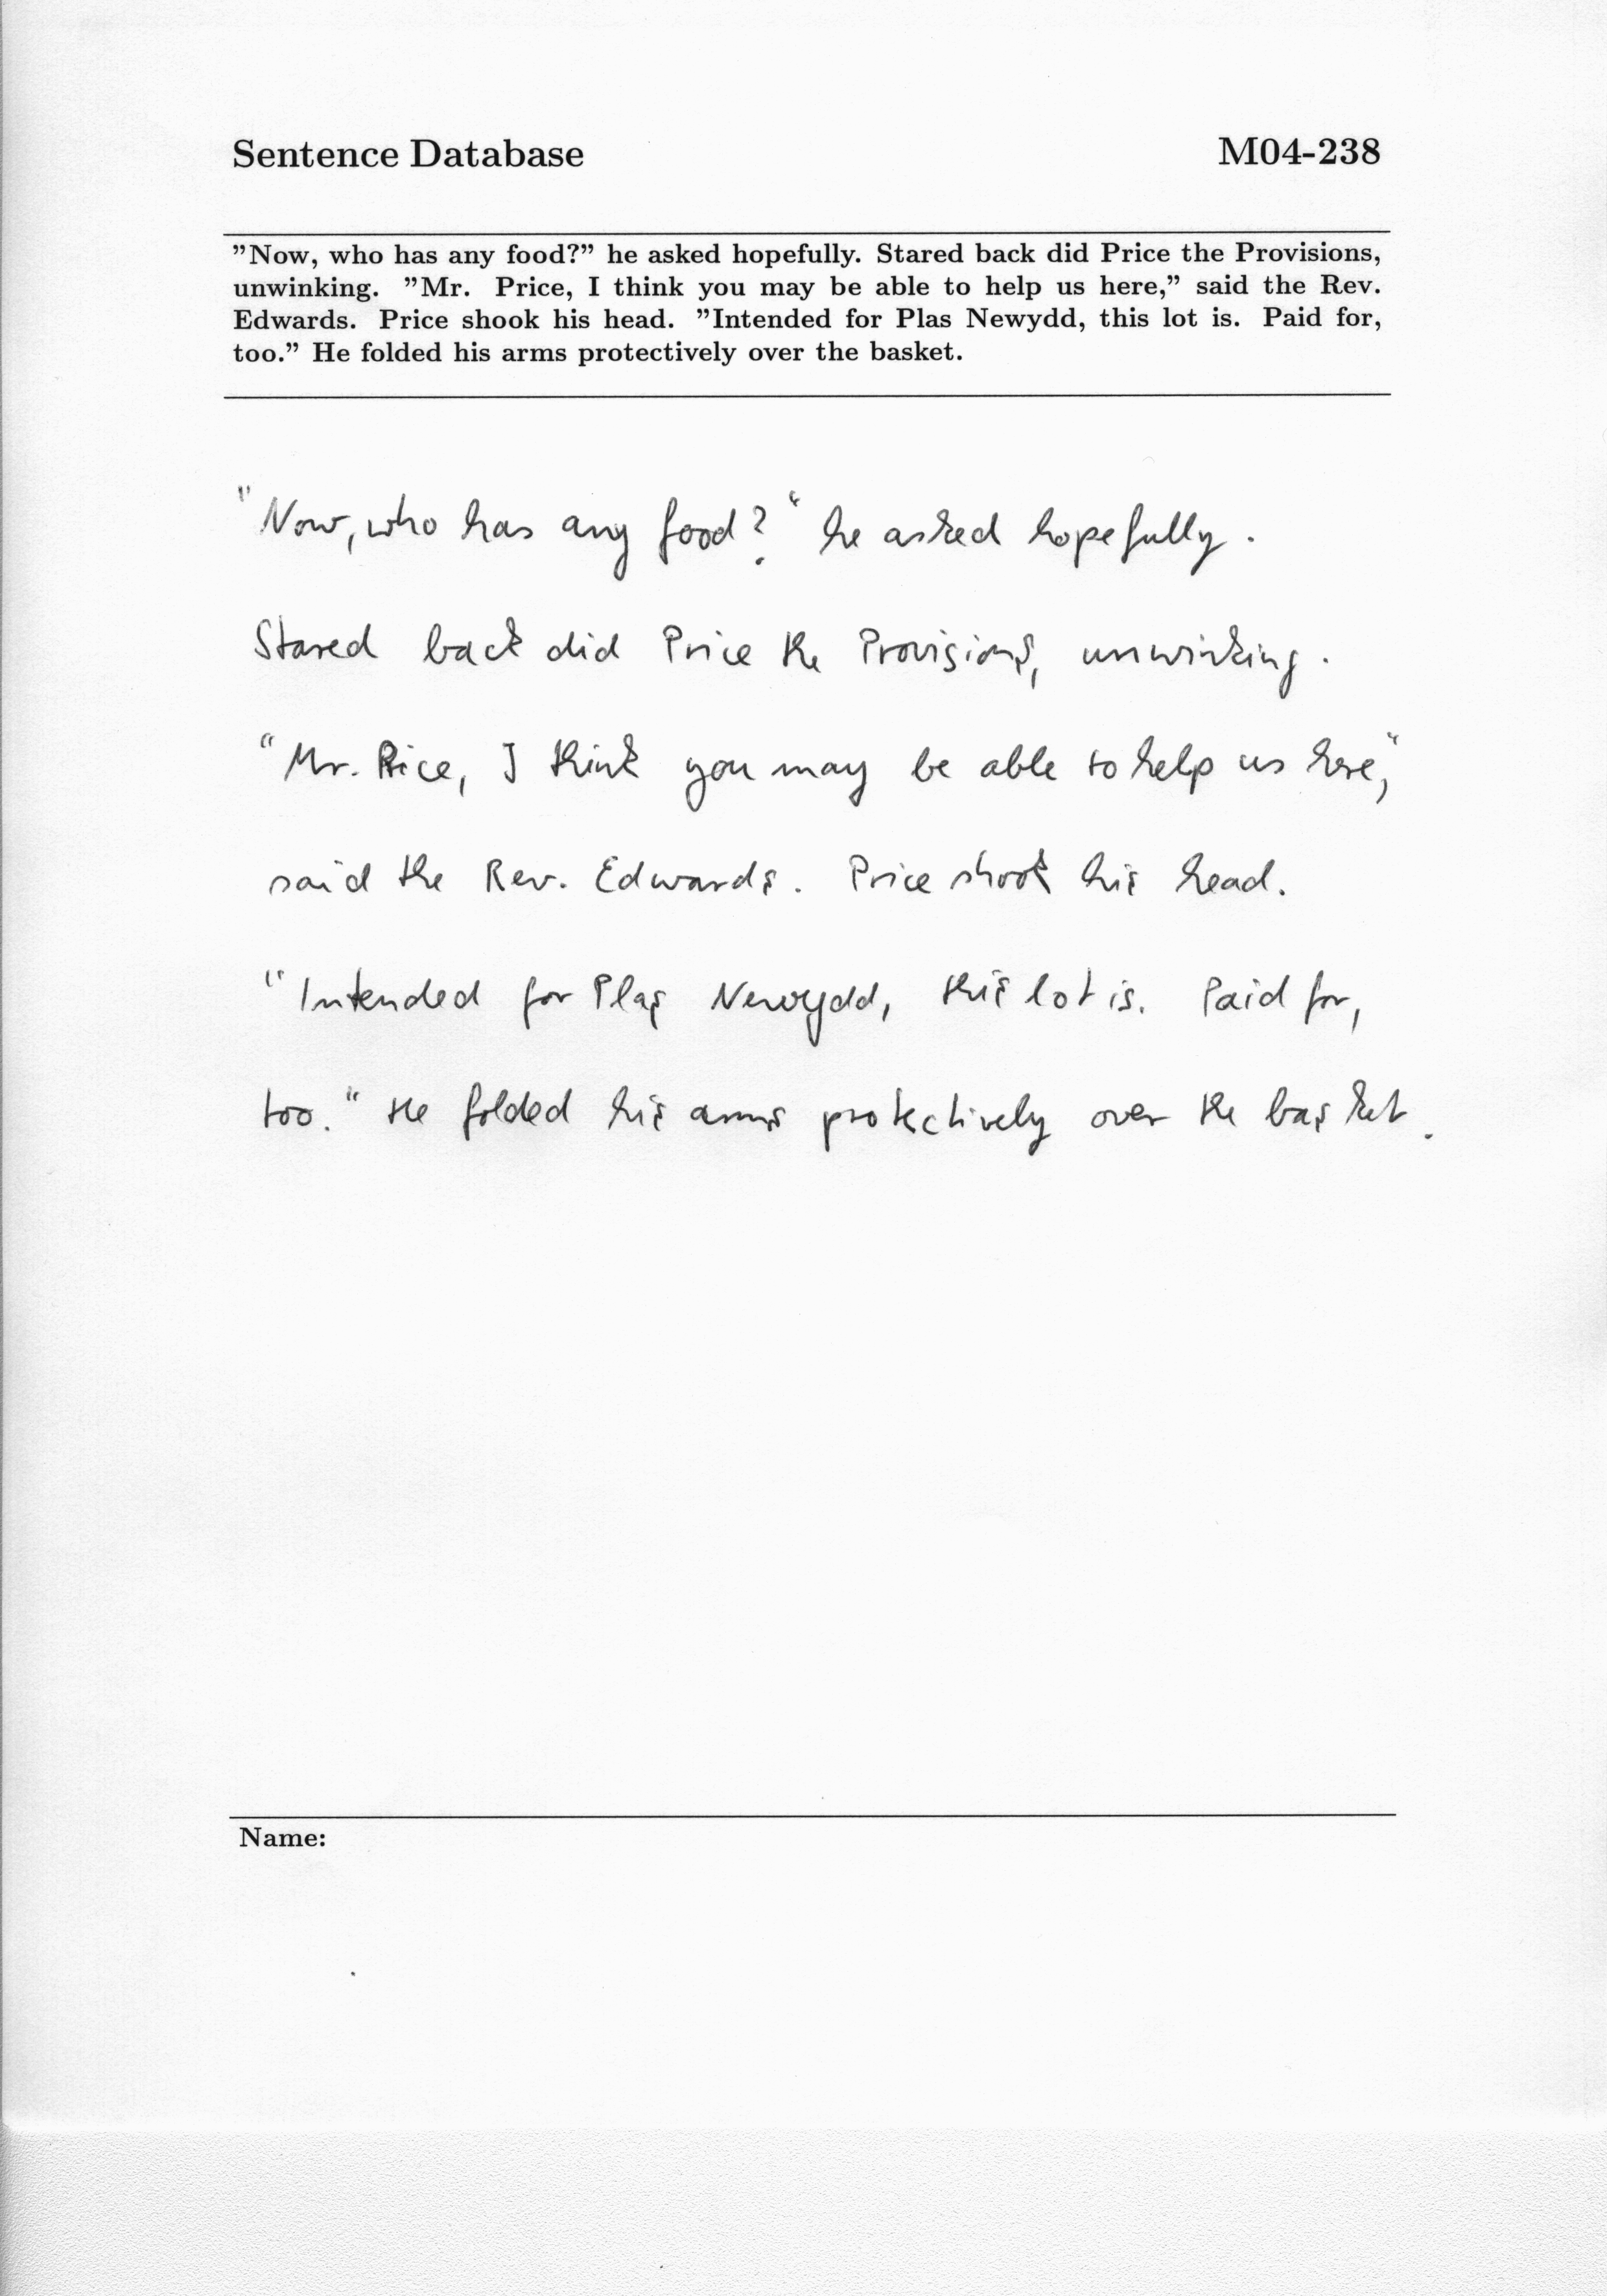 Sentence Database M04-238
"Now, who has any food?" he asked hopefully. Stared back did Price the Provisions,
unwinking. "Mr. Price, I think you may be able to help us here," said the Rev.
Edwards. Price shook his head. "Intended for Plas Newydd, this lot is. Paid for,
too." He folded his arms protectively over the basket.
"Now, who has any food?" he asked hopefully.
Stared back did Price the Provisions, unwinking.
"Mr. Price, I think you may be able to help us here,"
said the Rev. Edwards. Price shook his head.
"Intended for Plas Newydd, this lot is. Paid for,
too." He folded his arms protectively over the basket.
Name: